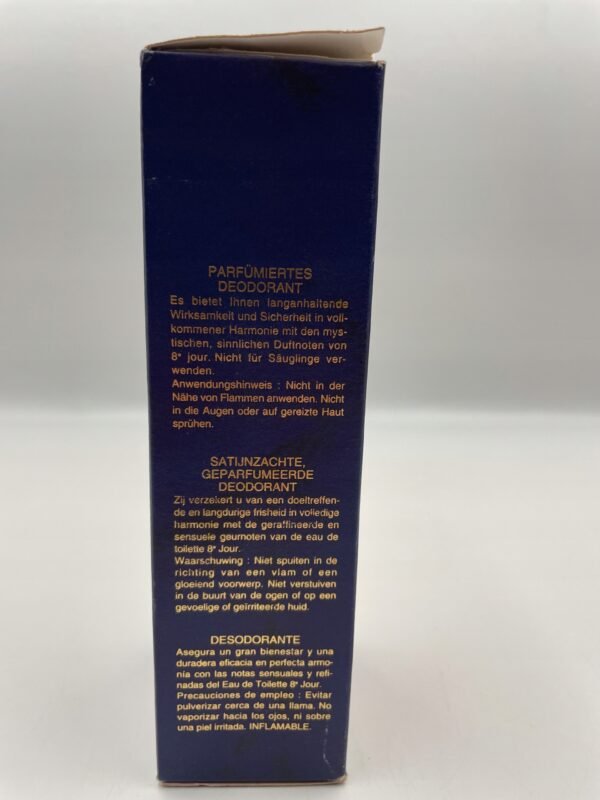 PARFÜMIERTES
DEODORANT
Es bietet Ihnen langanhaltende
Wirksamkeit und Sicherheit in voll-
kommener Harmonie mit den mys-
tischen, sinnlichen Duftnoten von
8e jour. Nicht für Säuglinge ver-
wenden.
Anwendungshinweis : Nicht in der
Nähe von Flammen anwenden. Nicht
in die Augen oder auf gereizte Haut
sprühen.
SATIJNZACHTE,
GEPARFUMEERDE
DEODORANT
Zij verzekert u van een doeltreffen-
de en langdurige frisheid in volledige
harmonie met de geraffineerde en
sensuele geurnoten van de eau de
toilette 8e Jour.
Waarschuwing : Niet spuiten in de
richting van een vlam of een
gloeiend voorwerp. Niet verstuiven
in de buurt van de ogen of op een
gevoelige of geïrriteerde huid.
DESODORANTE
Asegura un gran bienestar y una
duradera eficacia en perfecta armo-
nía con las notas sensuales y refi-
nadas del Eau de Toilette 8e Jour.
Precauciones de empleo : Evitar
pulverizar cerca de una llama. No
vaporizar hacia los ojos, ni sobre
una piel irritada. INFLAMABLE.